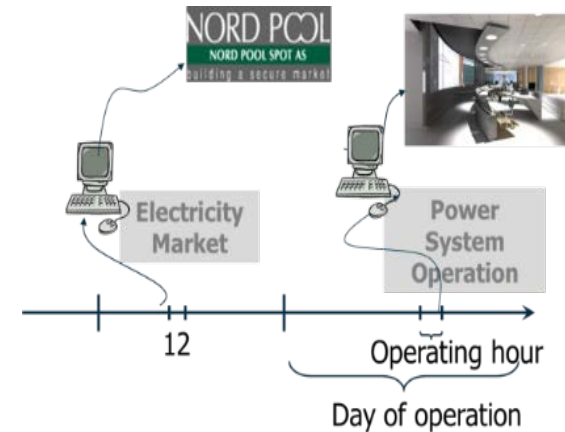 NORD POOL
NORD POOL SPOT AS
building a secure market
Electricity
Market
Power
System
Operation
12
Operating hour
Day of operation